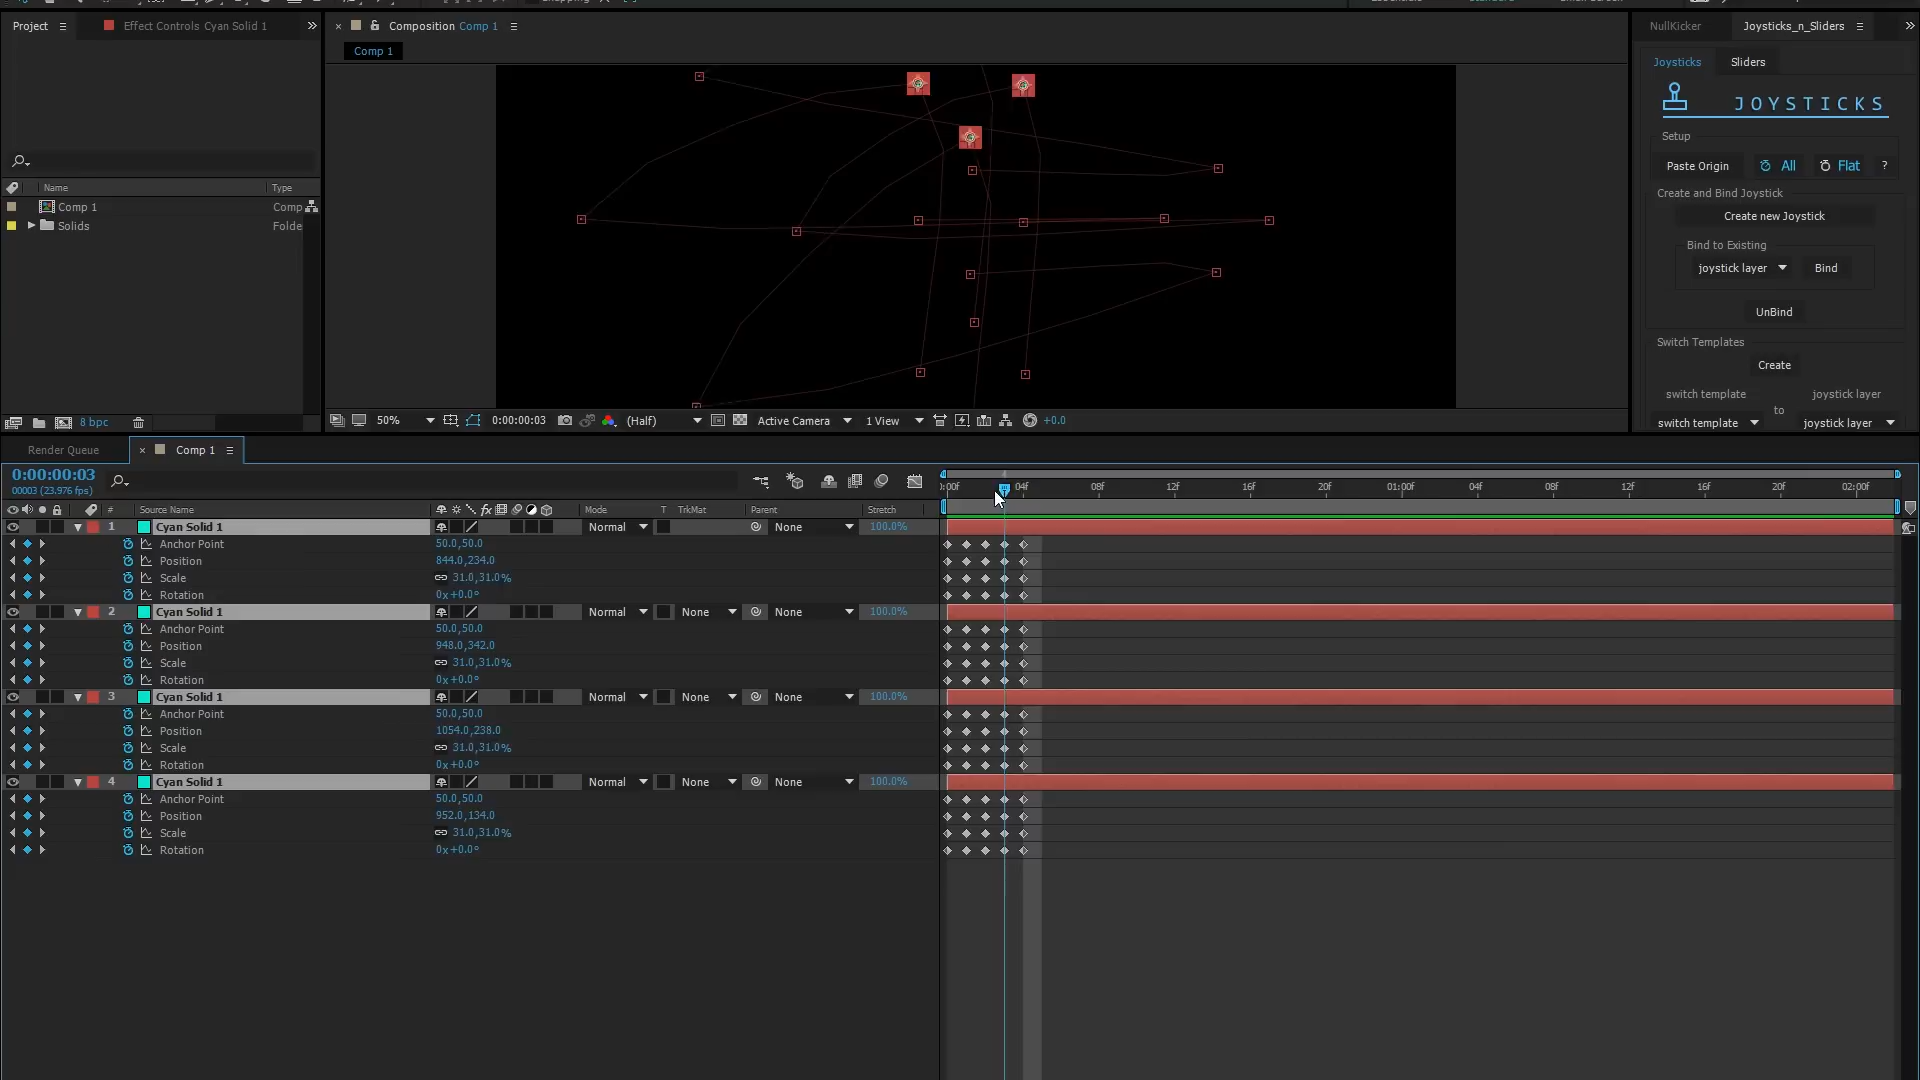 Project
Effect Controls Cyan Solid 1
Composition Comp 1
NullKicker
Joysticks_n_Sliders
Comp 1
Joysticks
Sliders
JOYSTICKS
Setup
Paste Origin
All
Flat
?
Create and Bind Joystick
Create new Joystick
Bind to Existing
joystick layer
Bind
UnBind
Switch Templates
Create
switch template
joystick layer
to
switch template
joystick layer
Name
Type
Comp 1
Comp
Solids
Folde
8 bpc
50%
0:00:00:03
(Half)
Active Camera
1 View
+0.0
Render Queue
Comp 1
0:00:00:03
00003 (23.976 fps)
:00f 04f 08f 12f 16f 20f 01:00f 04f 08f 12f 16f 20f 02:00f
# Source Name
fx
Mode
T TrkMat
Parent
Stretch
1 Cyan Solid 1 Normal None 100.0%
Anchor Point 50.0,50.0
Position 844.0,234.0
Scale 31.0,31.0%
Rotation 0x+0.0°
2 Cyan Solid 1 Normal None None 100.0%
Anchor Point 50.0,50.0
Position 948.0,342.0
Scale 31.0,31.0%
Rotation 0x+0.0°
3 Cyan Solid 1 Normal None None 100.0%
Anchor Point 50.0,50.0
Position 1054.0,238.0
Scale 31.0,31.0%
Rotation 0x+0.0°
4 Cyan Solid 1 Normal None None 100.0%
Anchor Point 50.0,50.0
Position 952.0,134.0
Scale 31.0,31.0%
Rotation 0x+0.0°